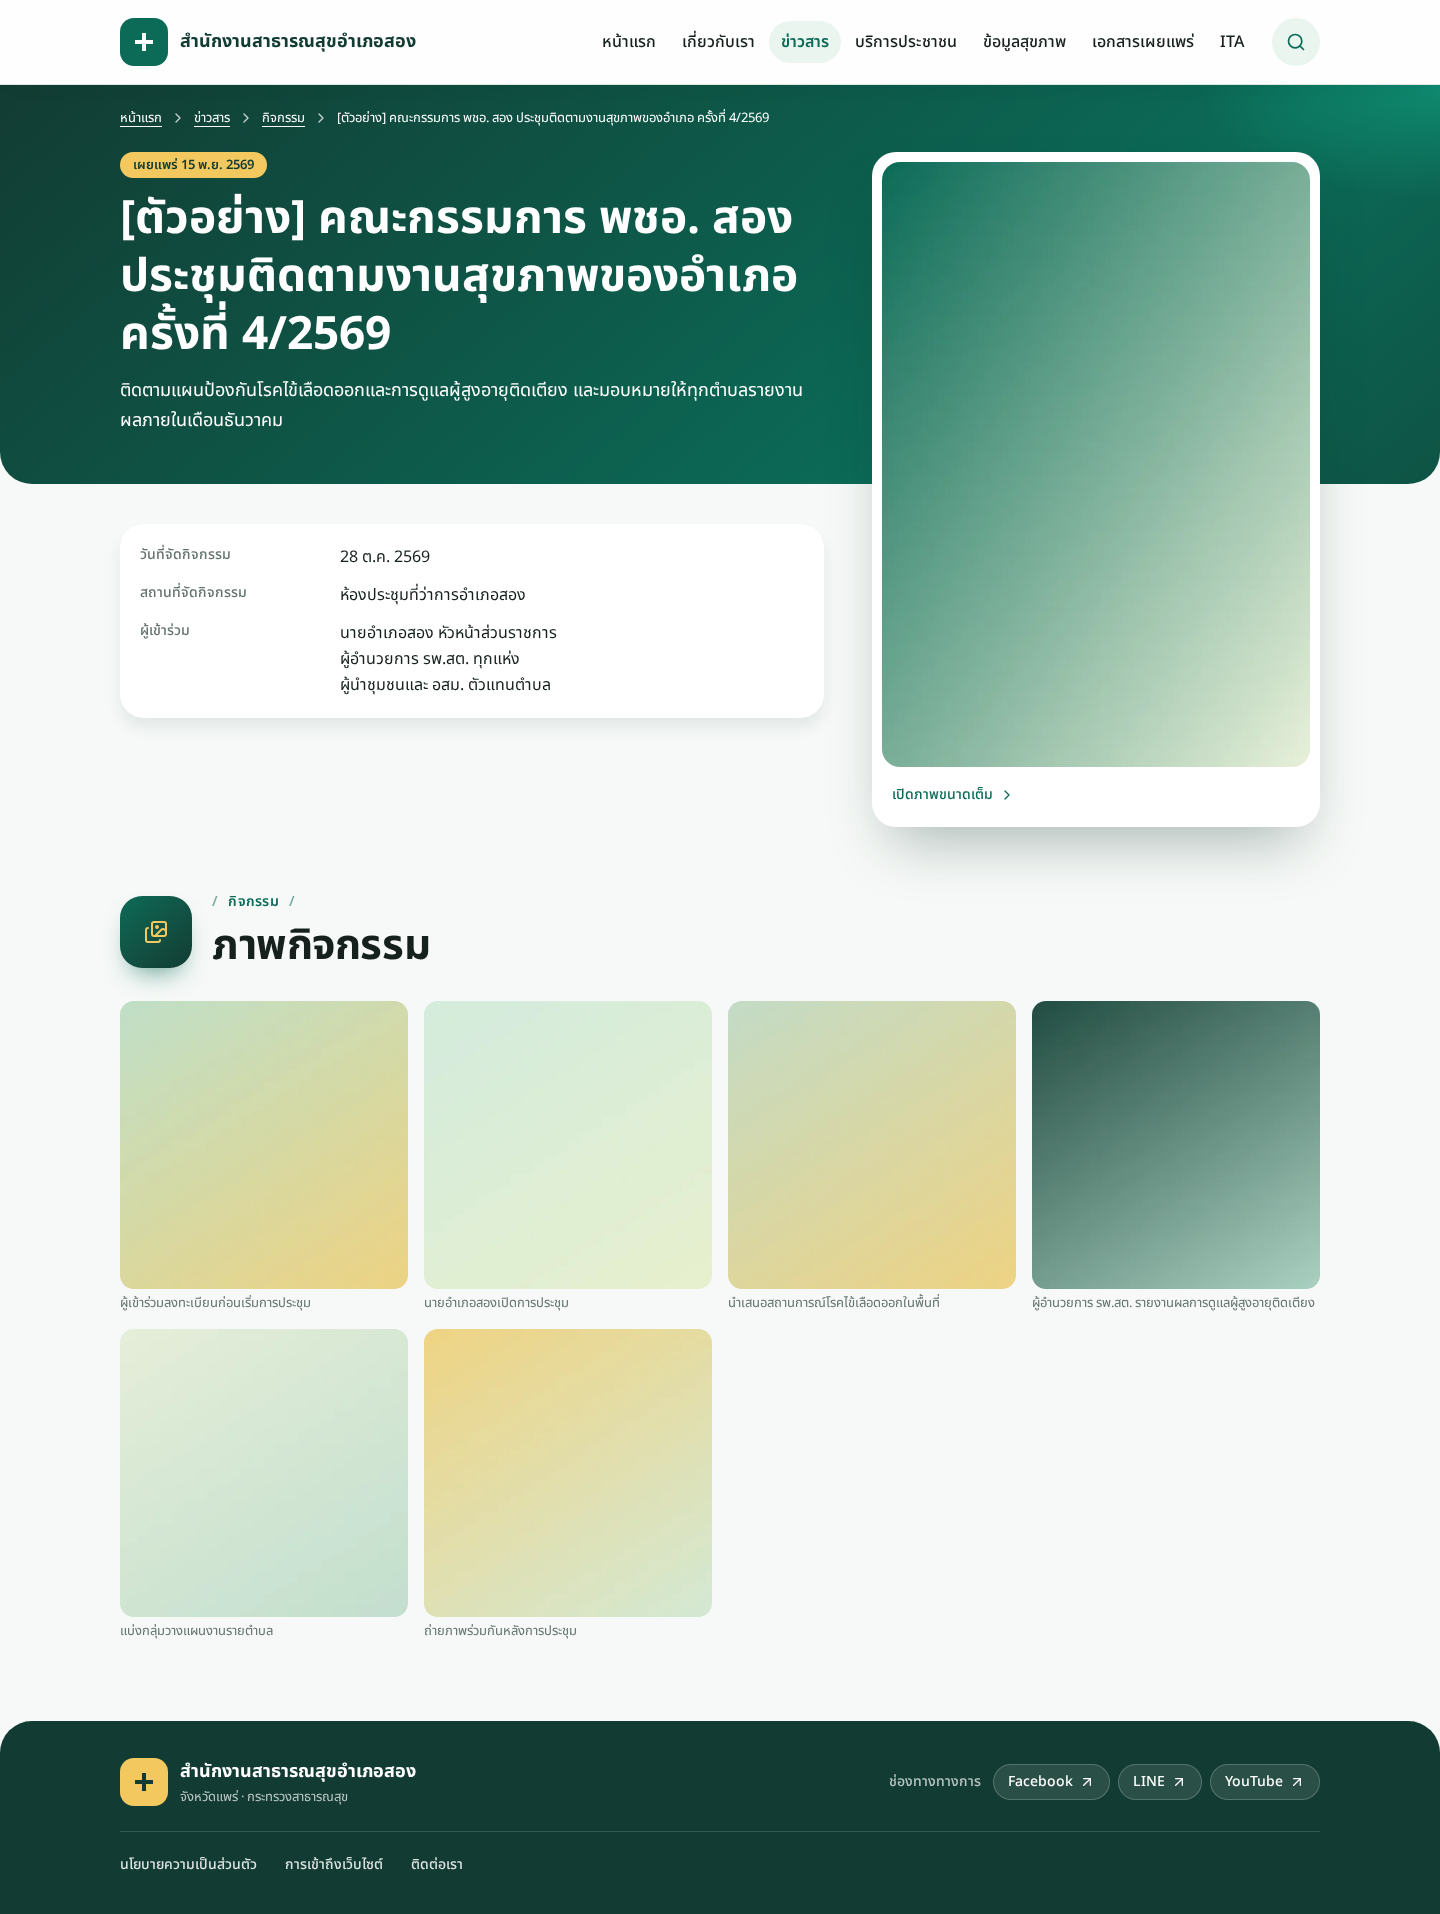 สำนักงานสาธารณสุขอำเภอสอง
หน้าแรก
เกี่ยวกับเรา
ข่าวสาร
บริการประชาชน
ข้อมูลสุขภาพ
เอกสารเผยแพร่
ITA
หน้าแรก > ข่าวสาร > กิจกรรม > [ตัวอย่าง] คณะกรรมการ พชอ. สอง ประชุมติดตามงานสุขภาพของอำเภอ ครั้งที่ 4/2569
เผยแพร่ 15 พ.ย. 2569
[ตัวอย่าง] คณะกรรมการ พชอ. สอง
ประชุมติดตามงานสุขภาพของอำเภอ
ครั้งที่ 4/2569
ติดตามแผนป้องกันโรคไข้เลือดออกและการดูแลผู้สูงอายุติดเตียง และมอบหมายให้ทุกตำบลรายงาน
ผลภายในเดือนธันวาคม
วันที่จัดกิจกรรม
28 ต.ค. 2569
สถานที่จัดกิจกรรม
ห้องประชุมที่ว่าการอำเภอสอง
ผู้เข้าร่วม
นายอำเภอสอง หัวหน้าส่วนราชการ
ผู้อำนวยการ รพ.สต. ทุกแห่ง
ผู้นำชุมชนและ อสม. ตัวแทนตำบล
เปิดภาพขนาดเต็ม
/ กิจกรรม /
ภาพกิจกรรม
ผู้เข้าร่วมลงทะเบียนก่อนเริ่มการประชุม
นายอำเภอสองเปิดการประชุม
นำเสนอสถานการณ์โรคไข้เลือดออกในพื้นที่
ผู้อำนวยการ รพ.สต. รายงานผลการดูแลผู้สูงอายุติดเตียง
แบ่งกลุ่มวางแผนงานรายตำบล
ถ่ายภาพร่วมกันหลังการประชุม
สำนักงานสาธารณสุขอำเภอสอง
จังหวัดแพร่ · กระทรวงสาธารณสุข
ช่องทางทางการ
Facebook
LINE
YouTube
นโยบายความเป็นส่วนตัว
การเข้าถึงเว็บไซต์
ติดต่อเรา